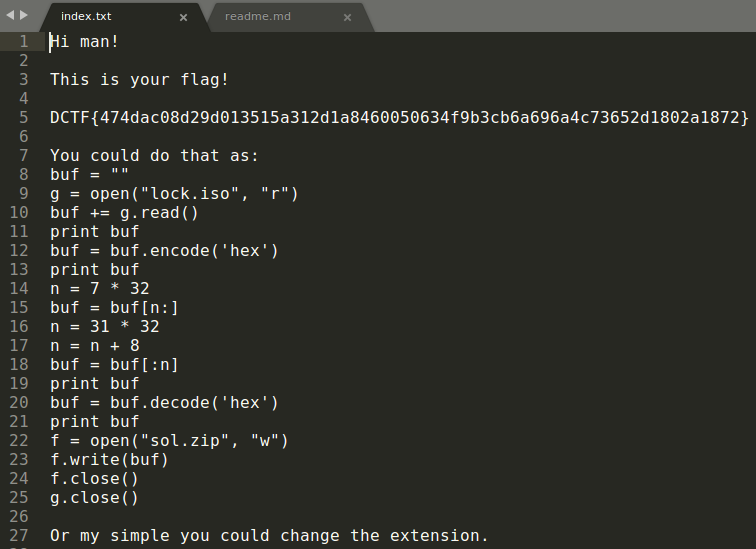 index.txt
readme.md
1 Hi man!
2
3 This is your flag!
4
5 DCTF{474dac08d29d013515a312d1a8460050634f9b3cb6a696a4c73652d1802a1872}
6
7 You could do that as:
8 buf = ""
9 g = open("lock.iso", "r")
10 buf += g.read()
11 print buf
12 buf = buf.encode('hex')
13 print buf
14 n = 7 * 32
15 buf = buf[n:]
16 n = 31 * 32
17 n = n + 8
18 buf = buf[:n]
19 print buf
20 buf = buf.decode('hex')
21 print buf
22 f = open("sol.zip", "w")
23 f.write(buf)
24 f.close()
25 g.close()
26
27 Or my simple you could change the extension.